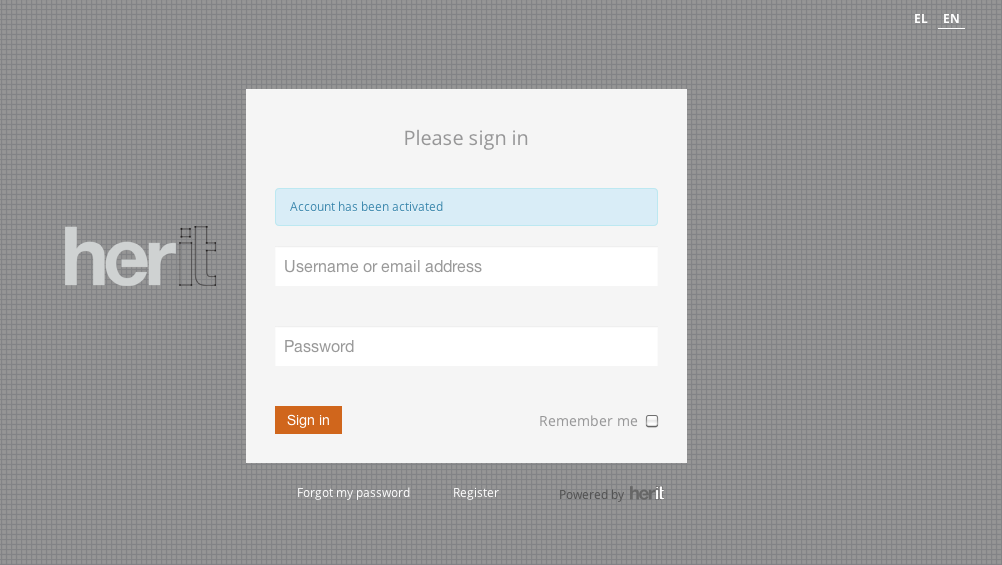 EL EN
Please sign in
Account has been activated
herit
Username or email address
Password
Sign in
Remember me
Forgot my password
Register
Powered by herit